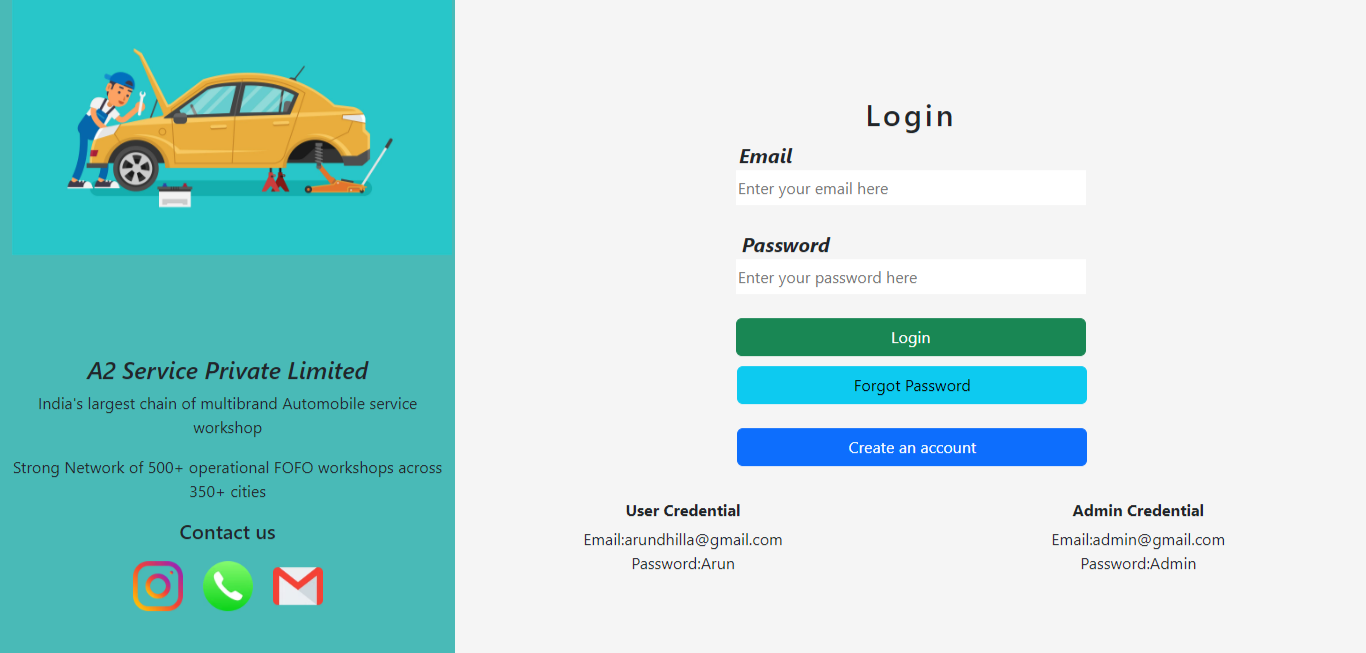 A2 Service Private Limited
India's largest chain of multibrand Automobile service
workshop
Strong Network of 500+ operational FOFO workshops across
350+ cities
Contact us
Login
Email
Enter your email here
Password
Enter your password here
Login
Forgot Password
Create an account
User Credential
Email:arundhilla@gmail.com
Password:Arun
Admin Credential
Email:admin@gmail.com
Password:Admin